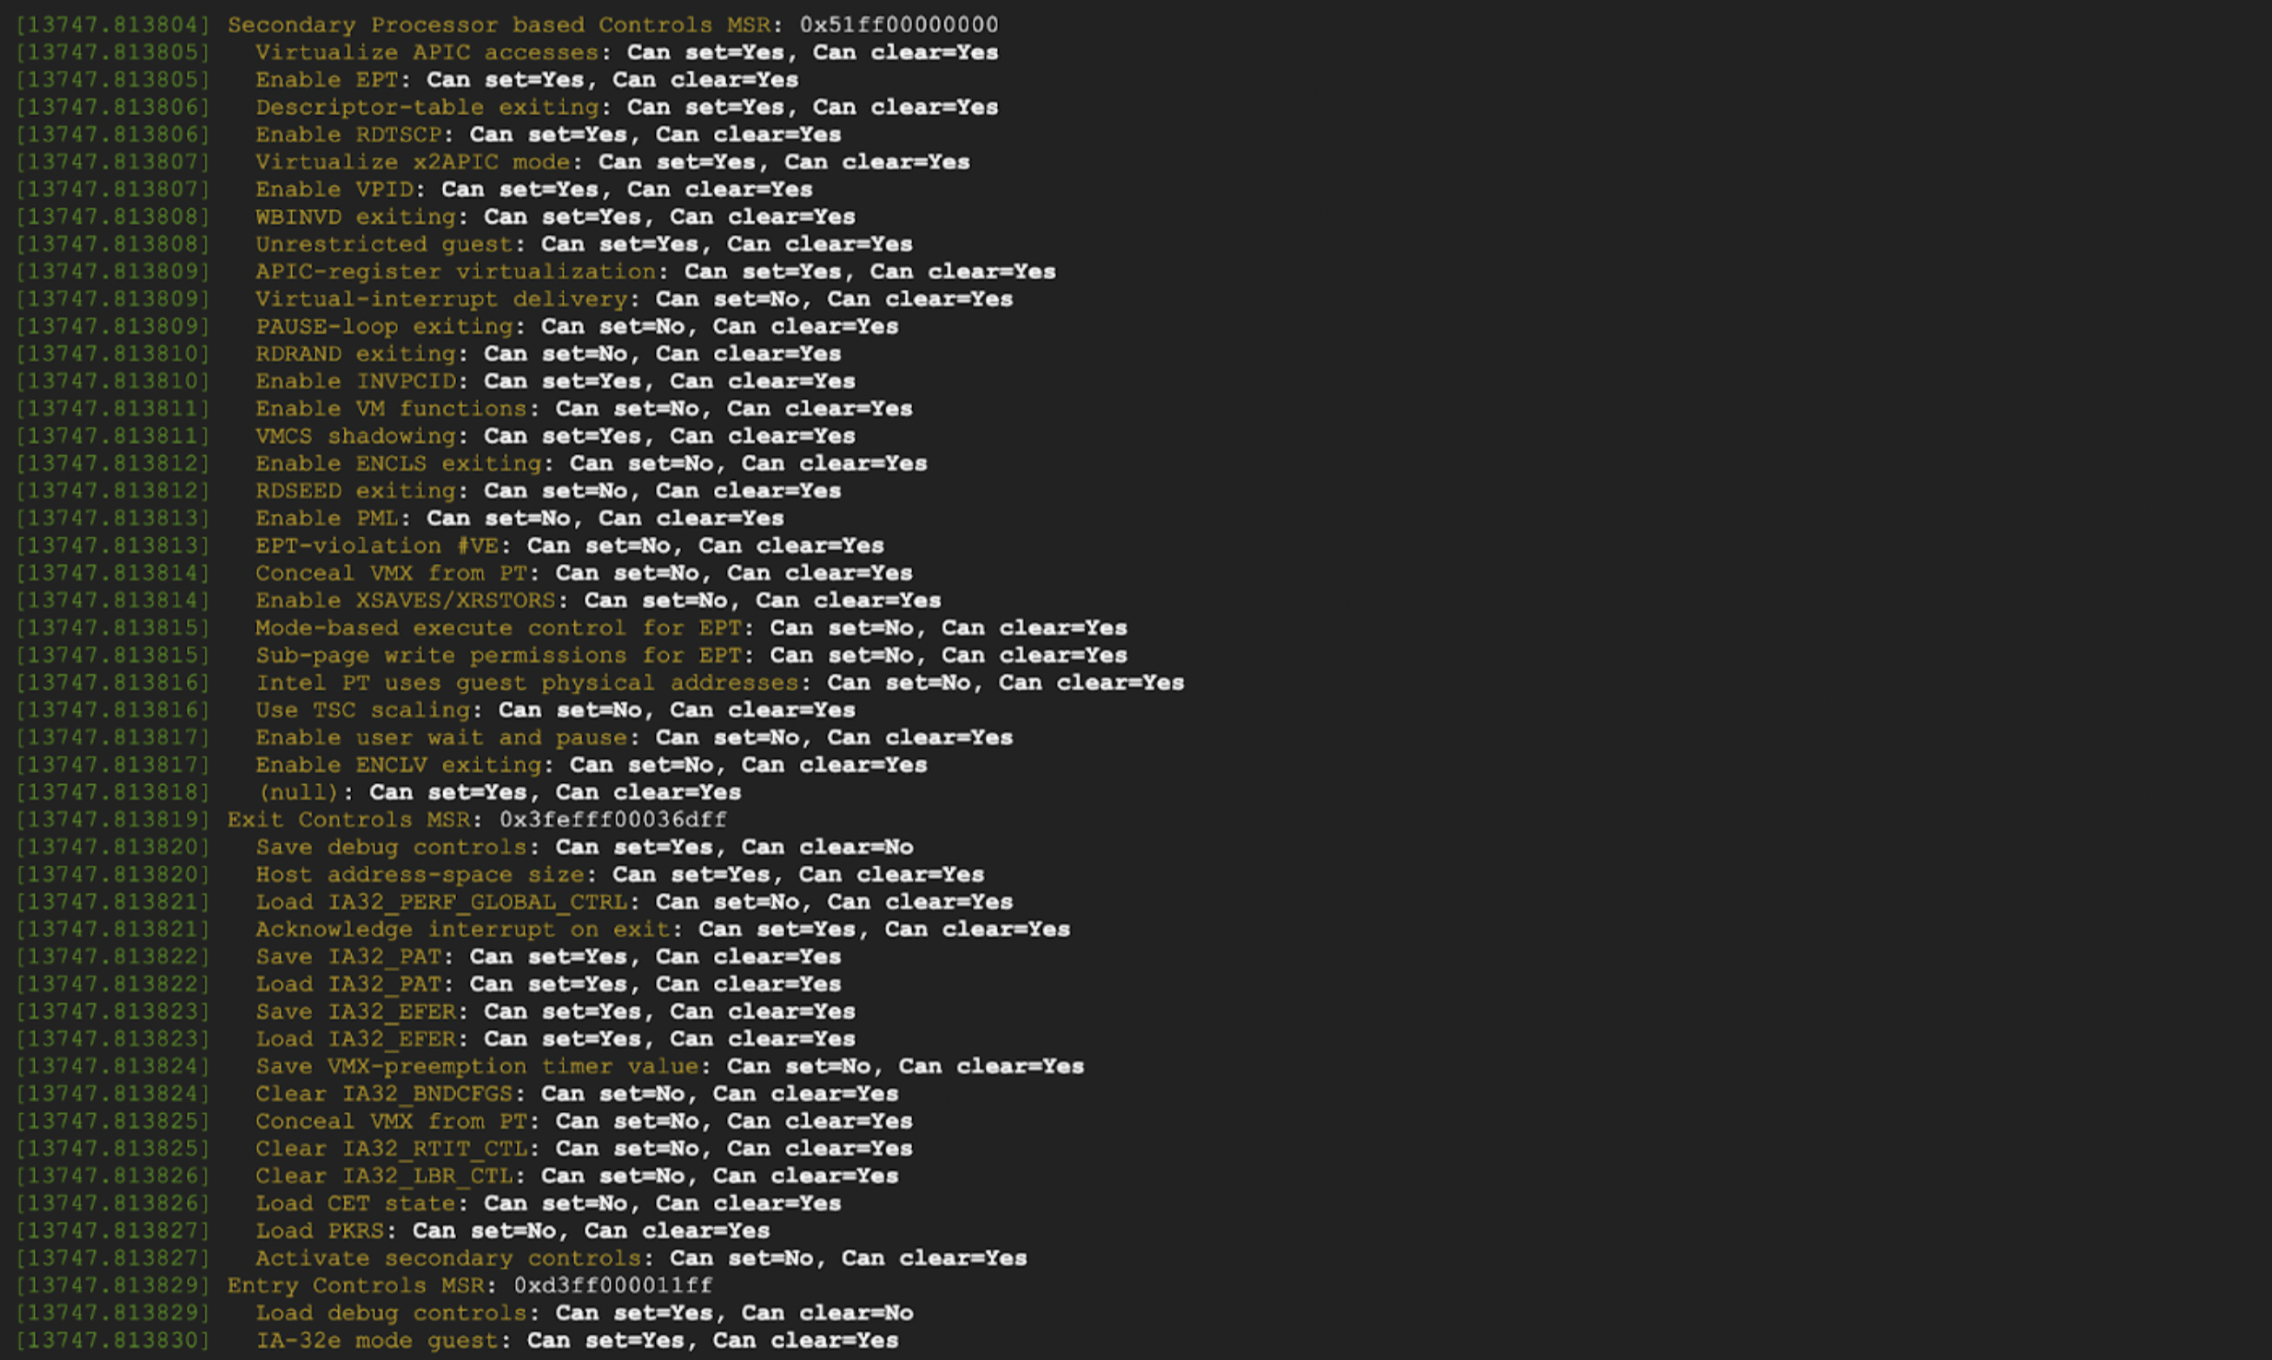 [13747.813804] Secondary Processor based Controls MSR: 0x51ff00000000
[13747.813805]   Virtualize APIC accesses: Can set=Yes, Can clear=Yes
[13747.813805]   Enable EPT: Can set=Yes, Can clear=Yes
[13747.813806]   Descriptor-table exiting: Can set=Yes, Can clear=Yes
[13747.813806]   Enable RDTSCP: Can set=Yes, Can clear=Yes
[13747.813807]   Virtualize x2APIC mode: Can set=Yes, Can clear=Yes
[13747.813807]   Enable VPID: Can set=Yes, Can clear=Yes
[13747.813808]   WBINVD exiting: Can set=Yes, Can clear=Yes
[13747.813808]   Unrestricted guest: Can set=Yes, Can clear=Yes
[13747.813809]   APIC-register virtualization: Can set=Yes, Can clear=Yes
[13747.813809]   Virtual-interrupt delivery: Can set=No, Can clear=Yes
[13747.813809]   PAUSE-loop exiting: Can set=No, Can clear=Yes
[13747.813810]   RDRAND exiting: Can set=No, Can clear=Yes
[13747.813810]   Enable INVPCID: Can set=Yes, Can clear=Yes
[13747.813811]   Enable VM functions: Can set=No, Can clear=Yes
[13747.813811]   VMCS shadowing: Can set=Yes, Can clear=Yes
[13747.813812]   Enable ENCLS exiting: Can set=No, Can clear=Yes
[13747.813812]   RDSEED exiting: Can set=No, Can clear=Yes
[13747.813813]   Enable PML: Can set=No, Can clear=Yes
[13747.813813]   EPT-violation #VE: Can set=No, Can clear=Yes
[13747.813814]   Conceal VMX from PT: Can set=No, Can clear=Yes
[13747.813814]   Enable XSAVES/XRSTORS: Can set=No, Can clear=Yes
[13747.813815]   Mode-based execute control for EPT: Can set=No, Can clear=Yes
[13747.813815]   Sub-page write permissions for EPT: Can set=No, Can clear=Yes
[13747.813816]   Intel PT uses guest physical addresses: Can set=No, Can clear=Yes
[13747.813816]   Use TSC scaling: Can set=No, Can clear=Yes
[13747.813817]   Enable user wait and pause: Can set=No, Can clear=Yes
[13747.813817]   Enable ENCLV exiting: Can set=No, Can clear=Yes
[13747.813818]   (null): Can set=Yes, Can clear=Yes
[13747.813819] Exit Controls MSR: 0x3fefff00036dff
[13747.813820]   Save debug controls: Can set=Yes, Can clear=No
[13747.813820]   Host address-space size: Can set=Yes, Can clear=Yes
[13747.813821]   Load IA32_PERF_GLOBAL_CTRL: Can set=No, Can clear=Yes
[13747.813821]   Acknowledge interrupt on exit: Can set=Yes, Can clear=Yes
[13747.813822]   Save IA32_PAT: Can set=Yes, Can clear=Yes
[13747.813822]   Load IA32_PAT: Can set=Yes, Can clear=Yes
[13747.813823]   Save IA32_EFER: Can set=Yes, Can clear=Yes
[13747.813823]   Load IA32_EFER: Can set=Yes, Can clear=Yes
[13747.813824]   Save VMX-preemption timer value: Can set=No, Can clear=Yes
[13747.813824]   Clear IA32_BNDCFGS: Can set=No, Can clear=Yes
[13747.813825]   Conceal VMX from PT: Can set=No, Can clear=Yes
[13747.813825]   Clear IA32_RTIT_CTL: Can set=No, Can clear=Yes
[13747.813826]   Clear IA32_LBR_CTL: Can set=No, Can clear=Yes
[13747.813826]   Load CET state: Can set=No, Can clear=Yes
[13747.813827]   Load PKRS: Can set=No, Can clear=Yes
[13747.813827]   Activate secondary controls: Can set=No, Can clear=Yes
[13747.813829] Entry Controls MSR: 0xd3ff000011ff
[13747.813829]   Load debug controls: Can set=Yes, Can clear=No
[13747.813830]   IA-32e mode guest: Can set=Yes, Can clear=Yes